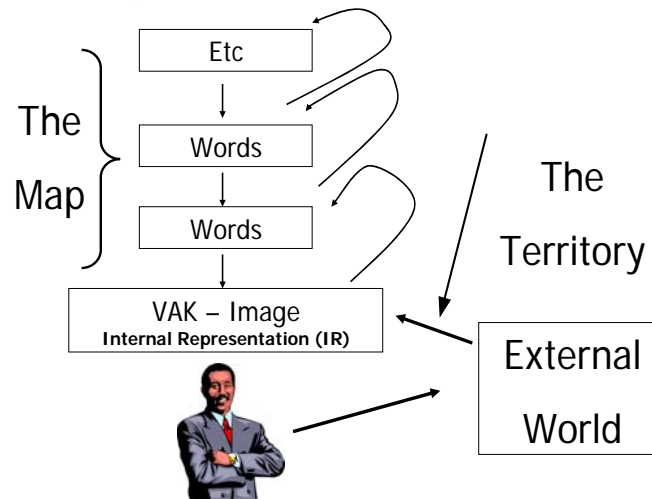 Etc
The
Map
Words
Words
VAK – Image
Internal Representation (IR)
The
Territory
External
World